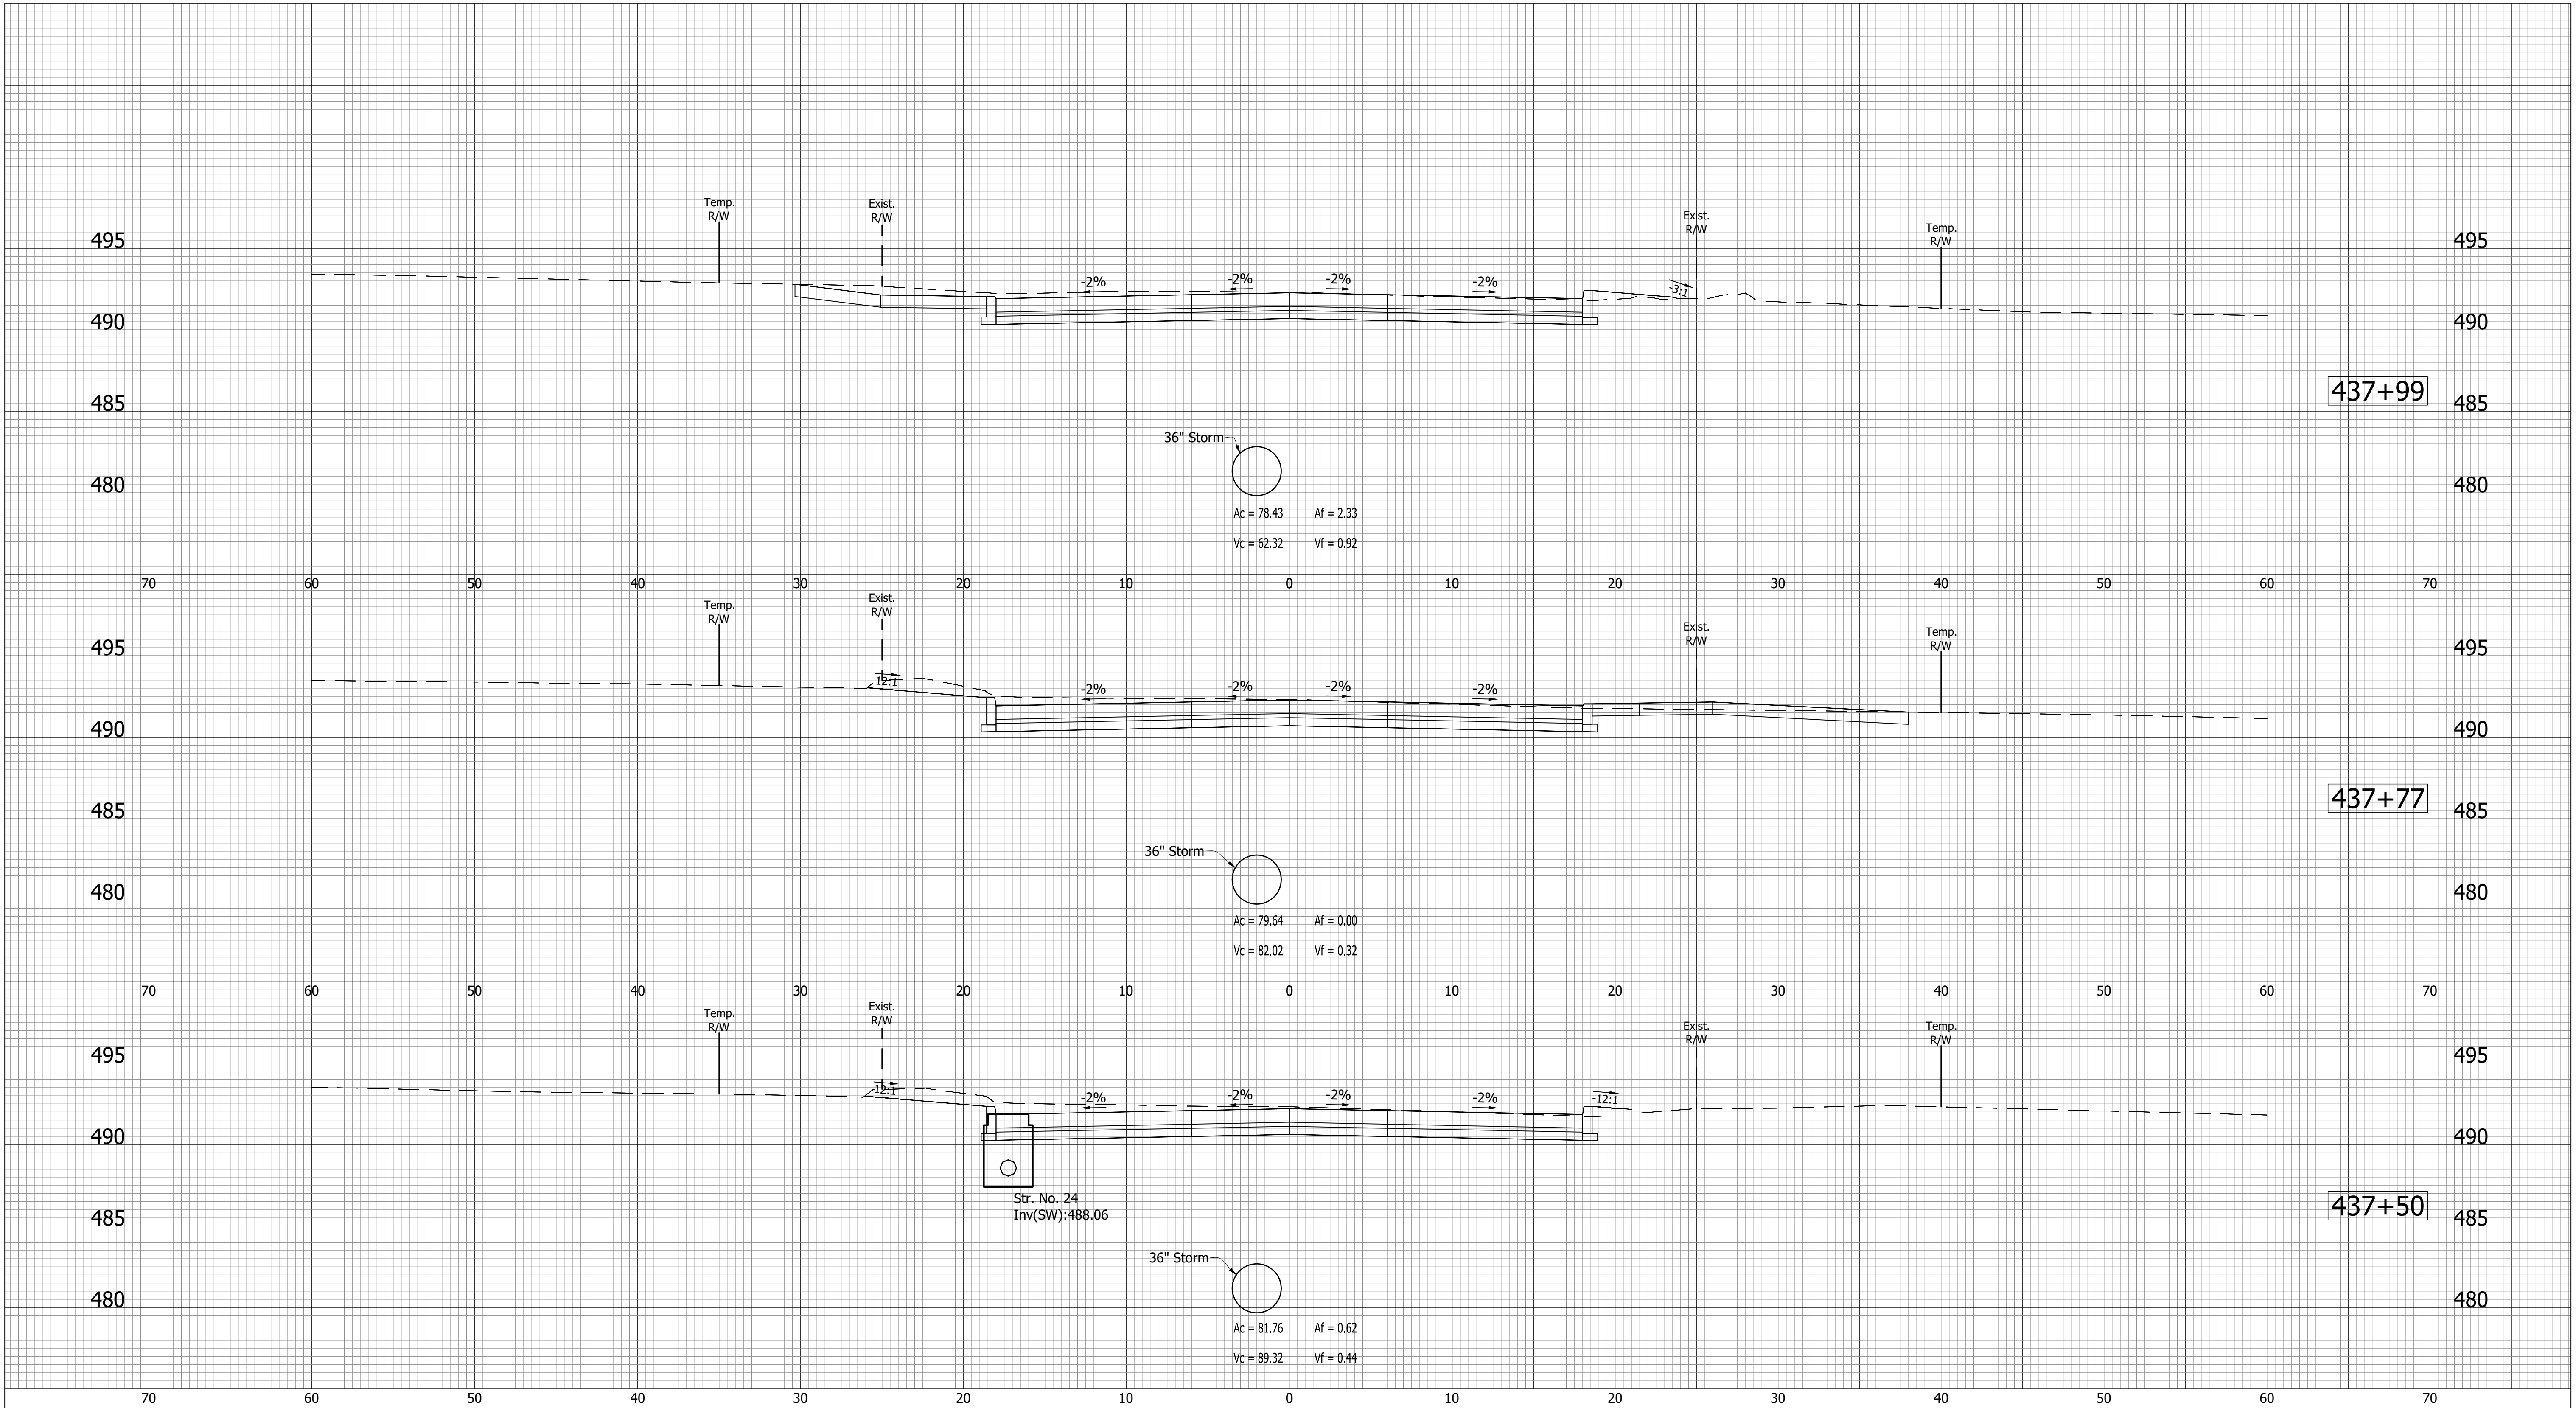 Temp.
R/W
Exist.
R/W
Exist.
R/W
Temp.
R/W
495
495
-2%
-2%
-2%
-2%
-3:1
490
490
437+99
485
485
36" Storm
480
480
Ac = 78.43 Af = 2.33
Vc = 62.32 Vf = 0.92
70 60 50 40 30 20 10 0 10 20 30 40 50 60 70
Temp.
R/W
Exist.
R/W
Exist.
R/W
Temp.
R/W
495
495
12:1
-2%
-2%
-2%
-2%
490
490
437+77
485
485
36" Storm
480
480
Ac = 79.64 Af = 0.00
Vc = 82.02 Vf = 0.32
70 60 50 40 30 20 10 0 10 20 30 40 50 60 70
Temp.
R/W
Exist.
R/W
Exist.
R/W
Temp.
R/W
495
495
-12:1
-2%
-2%
-2%
-2%
-12:1
490
490
Str. No. 24
Inv(SW):488.06
437+50
485
485
36" Storm
480
480
Ac = 81.76 Af = 0.62
Vc = 89.32 Vf = 0.44
70 60 50 40 30 20 10 0 10 20 30 40 50 60 70